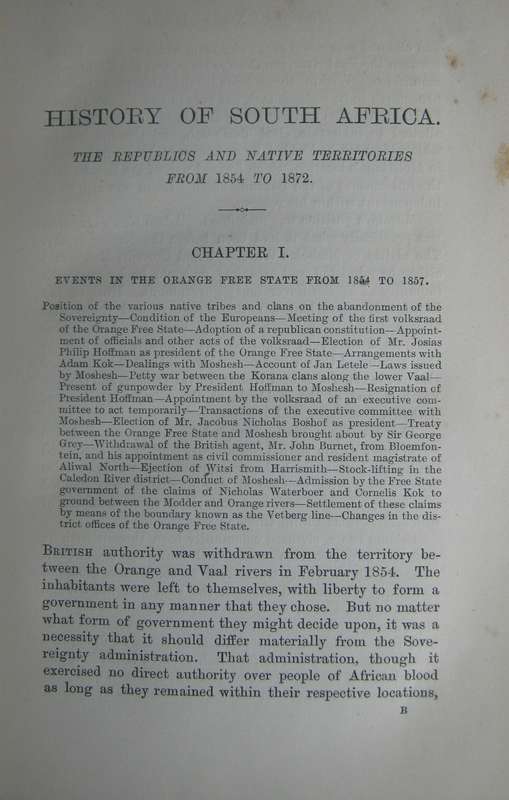 HISTORY OF SOUTH AFRICA.
THE REPUBLICS AND NATIVE TERRITORIES
FROM 1854 TO 1872.
CHAPTER I.
EVENTS IN THE ORANGE FREE STATE FROM 1854 TO 1857.
Position of the various native tribes and clans on the abandonment of the
Sovereignty—Condition of the Europeans—Meeting of the first volksraad
of the Orange Free State—Adoption of a republican constitution—Appoint-
ment of officials and other acts of the volksraad—Election of Mr. Josias
Philip Hoffman as president of the Orange Free State—Arrangements with
Adam Kok—Dealings with Moshesh—Account of Jan Letele—Laws issued
by Moshesh—Petty war between the Korana clans along the lower Vaal—
Present of gunpowder by President Hoffman to Moshesh—Resignation of
President Hoffman—Appointment by the volksraad of an executive com-
mittee to act temporarily—Transactions of the executive committee with
Moshesh—Election of Mr. Jacobus Nicholas Boshof as president—Treaty
between the Orange Free State and Moshesh brought about by Sir George
Grey—Withdrawal of the British agent, Mr. John Burnet, from Bloemfon-
tein, and his appointment as civil commissioner and resident magistrate of
Aliwal North—Ejection of Witsi from Harrismith—Stock-lifting in the
Caledon River district—Conduct of Moshesh—Admission by the Free State
government of the claims of Nicholas Waterboer and Cornelis Kok to
ground between the Modder and Orange rivers—Settlement of these claims
by means of the boundary known as the Vetberg line—Changes in the dis-
trict offices of the Orange Free State.
BRITISH authority was withdrawn from the territory be-
tween the Orange and Vaal rivers in February 1854. The
inhabitants were left to themselves, with liberty to form a
government in any manner that they chose. But no matter
what form of government they might decide upon, it was a
necessity that it should differ materially from the Sove-
reignty administration. That administration, though it
exercised no direct authority over people of African blood
as long as they remained within their respective locations,
B